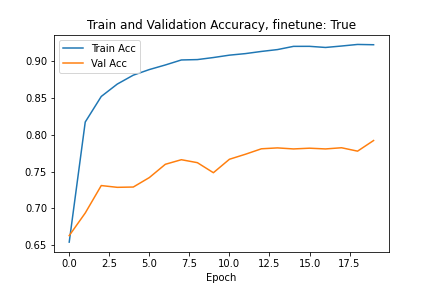 Train and Validation Accuracy, finetune: True
Train Acc
Val Acc
0.90
0.85
0.80
0.75
0.70
0.65
0.0 2.5 5.0 7.5 10.0 12.5 15.0 17.5
Epoch